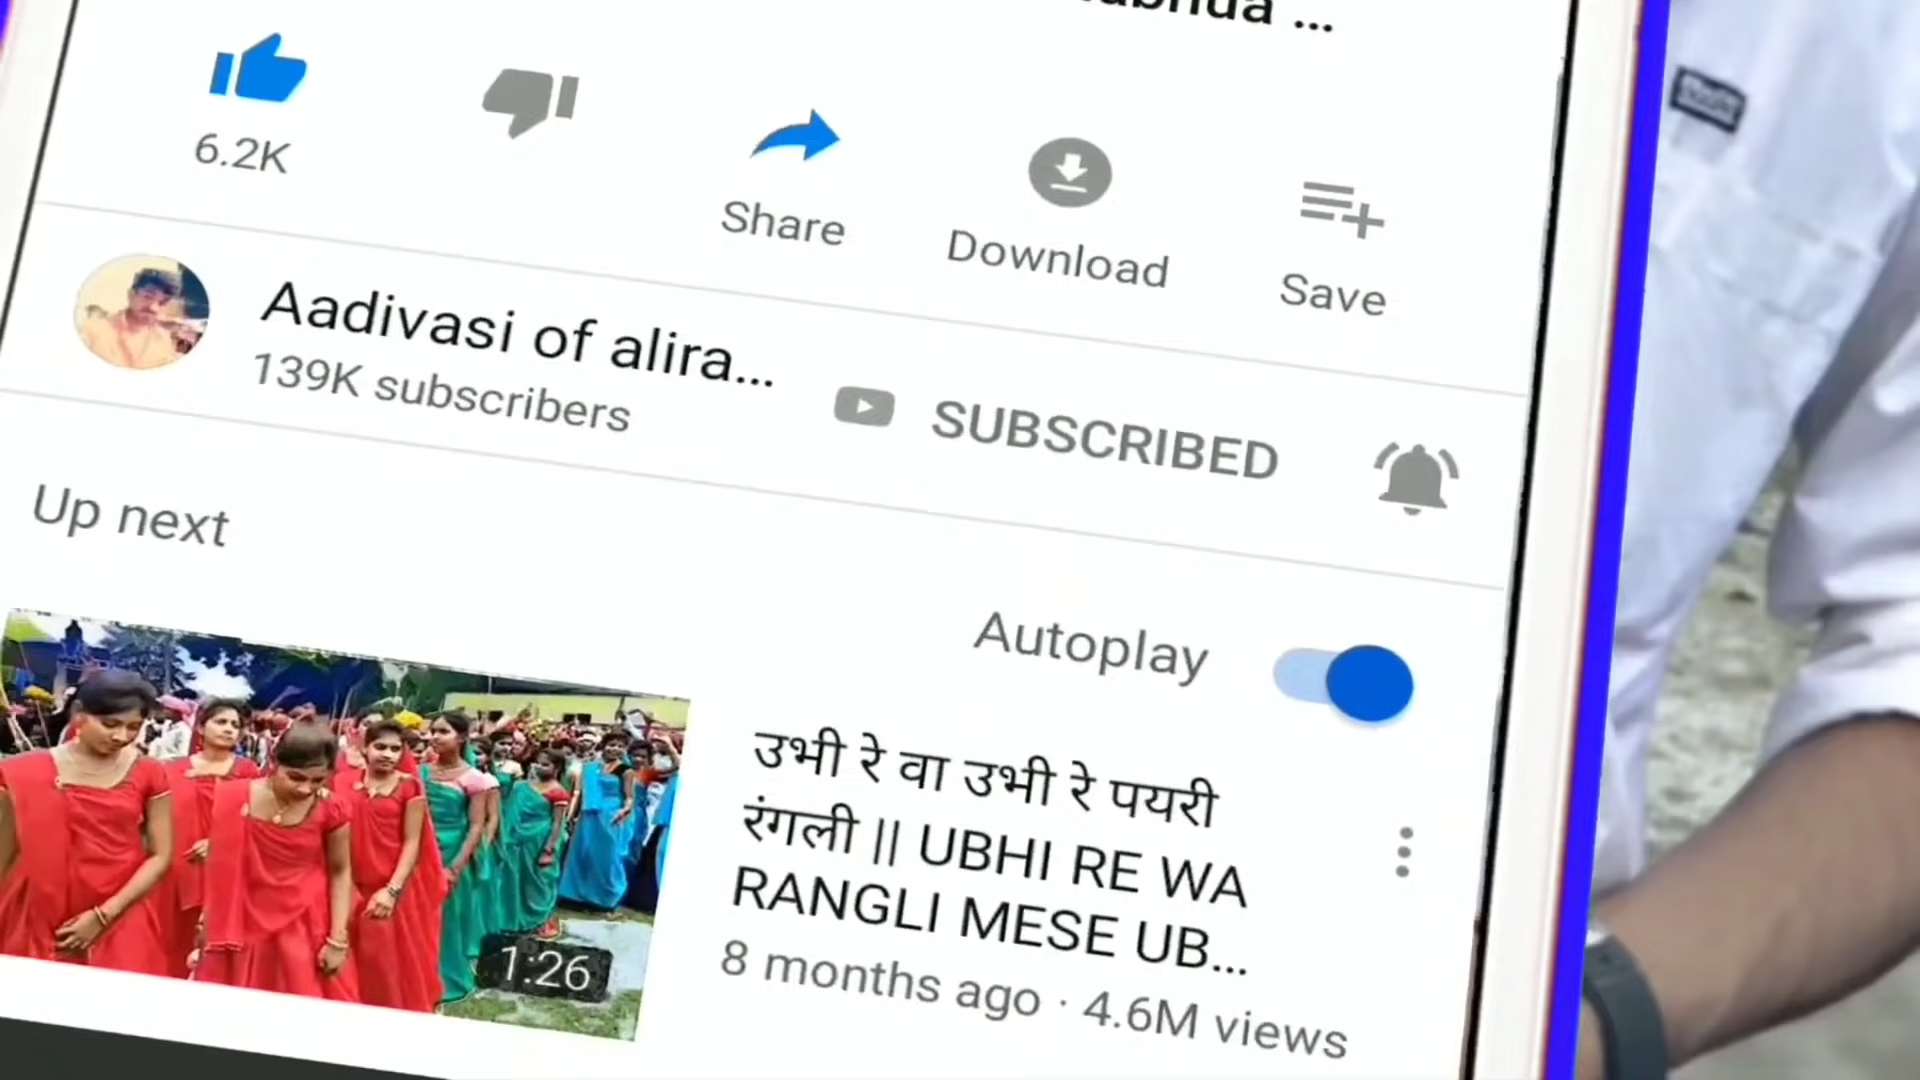 ...
6.2K
Share
Download
Save
Aadivasi of alira...
139K subscribers
SUBSCRIBED
Up next
Autoplay
उभी रे वा उभी रे पयरी
रंगली || UBHI RE WA
RANGLI MESE UB...
8 months ago · 4.6M views
1:26